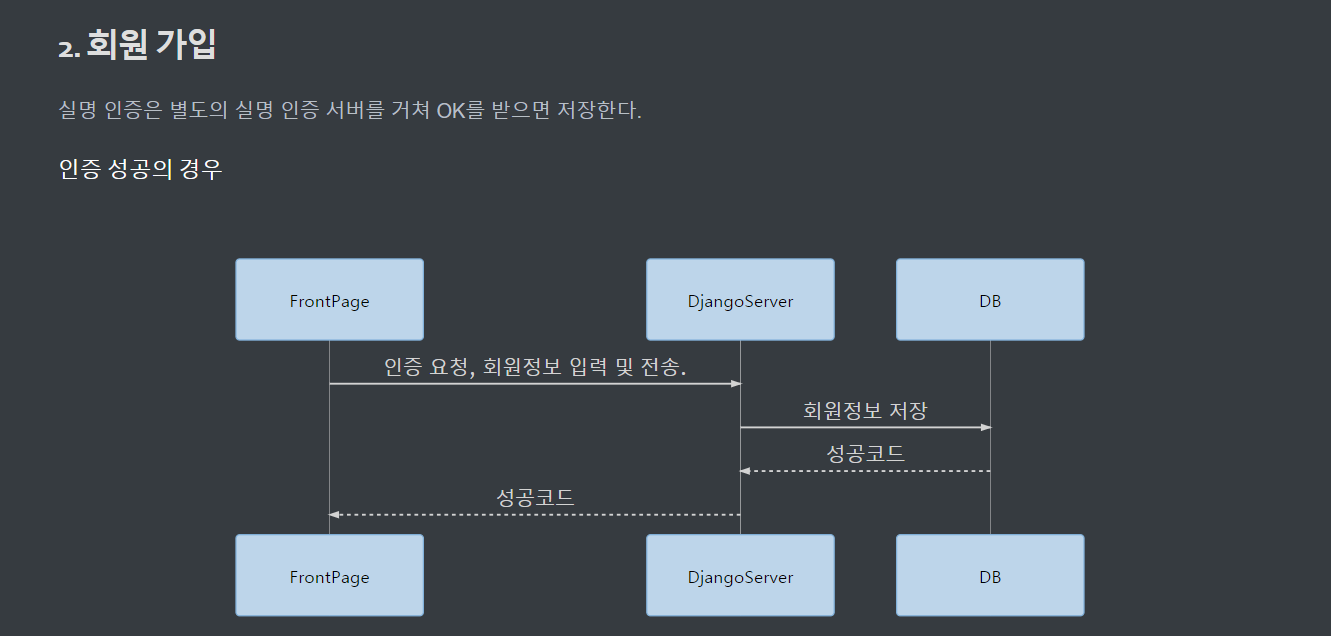 2. 회원 가입
실명 인증은 별도의 실명 인증 서버를 거쳐 OK를 받으면 저장한다.
인증 성공의 경우
FrontPage
DjangoServer
DB
인증 요청, 회원정보 입력 및 전송.
회원정보 저장
성공코드
성공코드
FrontPage
DjangoServer
DB